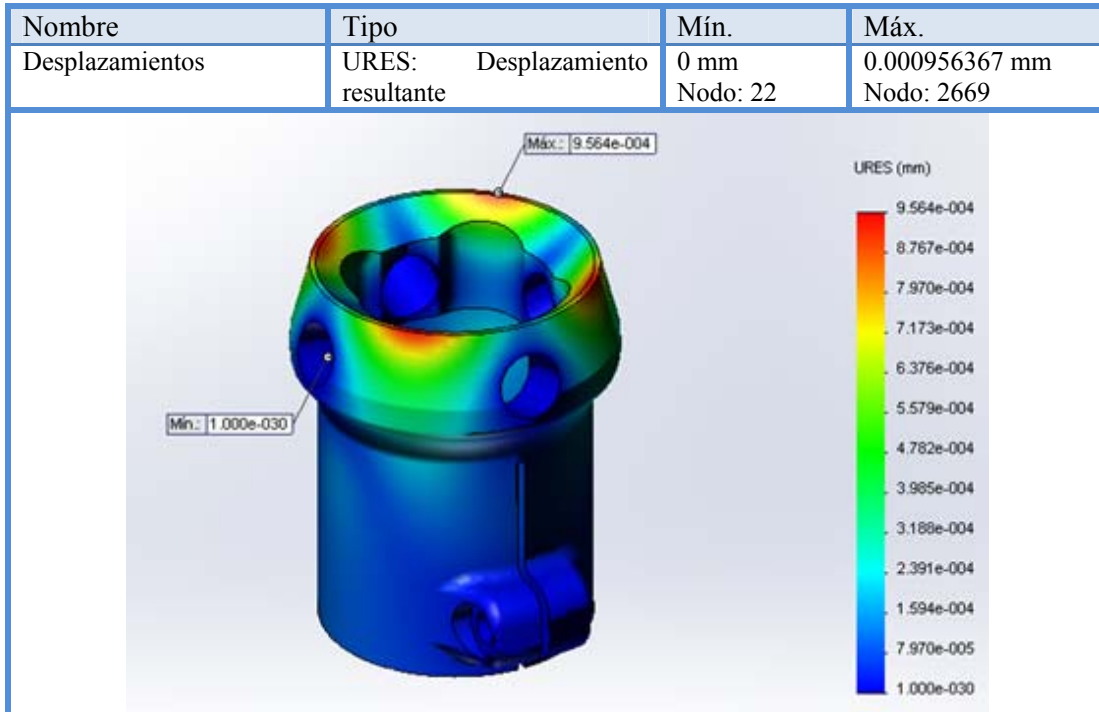 Nombre Tipo Mín. Máx.
Desplazamientos URES: Desplazamiento 0 mm 0.000956367 mm
resultante Nodo: 22 Nodo: 2669
Máx.: 9.564e-004
URES (mm)
9.564e-004
8.767e-004
7.970e-004
7.173e-004
6.376e-004
5.579e-004
4.782e-004
3.985e-004
3.188e-004
2.391e-004
1.594e-004
7.970e-005
1.000e-030
Mín.: 1.000e-030